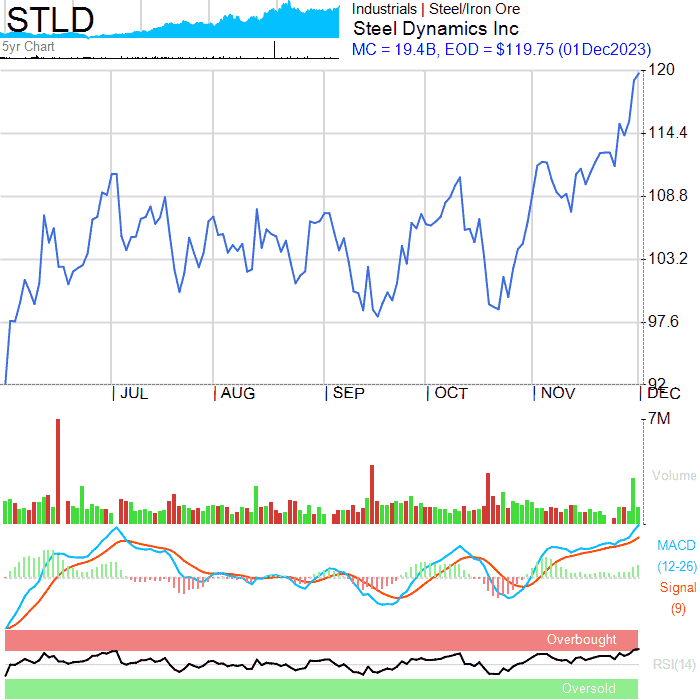 STLD
Industrials | Steel/Iron Ore
Steel Dynamics Inc
MC = 19.4B, EOD = $119.75 (01Dec2023)
5yr Chart
120
114.4
108.8
103.2
97.6
92
JUL AUG SEP OCT NOV DEC
7M
Volume
MACD
(12-26)
Signal
(9)
Overbought
RSI(14)
Oversold